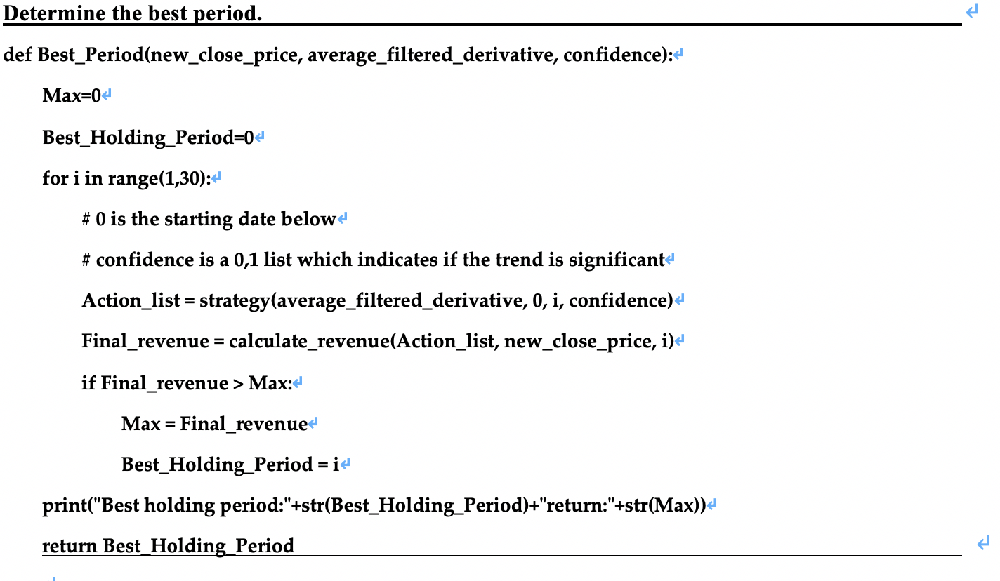 Determine the best period.
def Best_Period(new_close_price, average_filtered_derivative, confidence):
Max=0
Best_Holding_Period=0
for i in range(1,30):
# 0 is the starting date below
# confidence is a 0,1 list which indicates if the trend is significant
Action_list = strategy(average_filtered_derivative, 0, i, confidence)
Final_revenue = calculate_revenue(Action_list, new_close_price, i)
if Final_revenue > Max:
Max = Final_revenue
Best_Holding_Period = i
print("Best holding period:"+str(Best_Holding_Period)+"return:"+str(Max))
return Best_Holding_Period